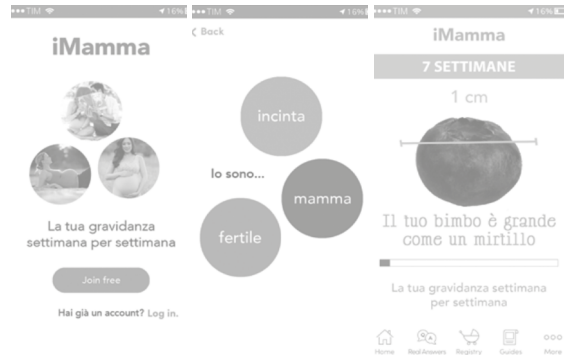 TIM 16%
iMamma
La tua gravidanza
settimana per settimana
Join free
Hai già un account? Log in.
TIM 16%
Back
incinta
Io sono...
mamma
fertile
TIM 16%
iMamma
7 SETTIMANE
1 cm
Il tuo bimbo è grande
come un mirtillo
La tua gravidanza settimana
per settimana
Home Real Answers Registry Guides More